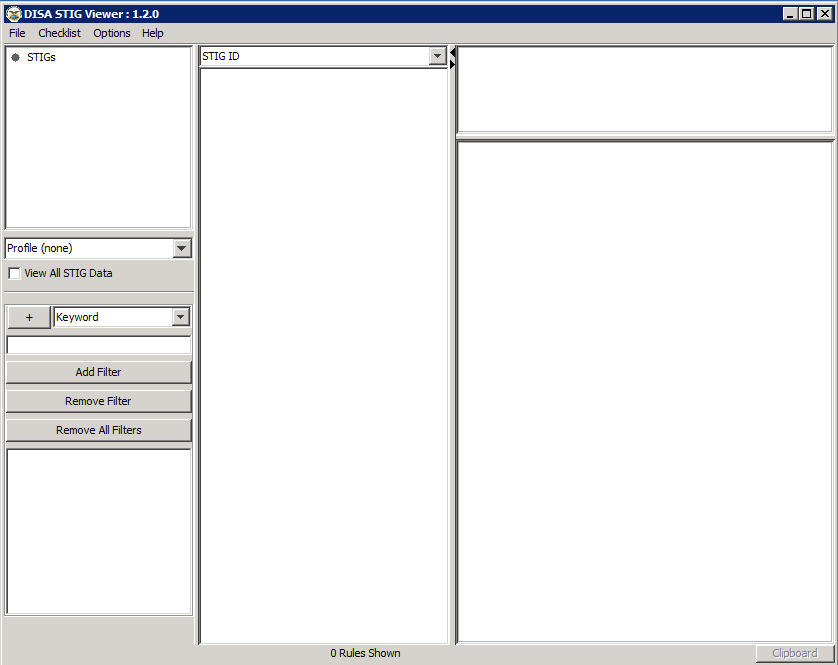 DISA STIG Viewer : 1.2.0
File Checklist Options Help
STIGs
Profile (none)
View All STIG Data
+ Keyword
Add Filter
Remove Filter
Remove All Filters
STIG ID
0 Rules Shown
Clipboard